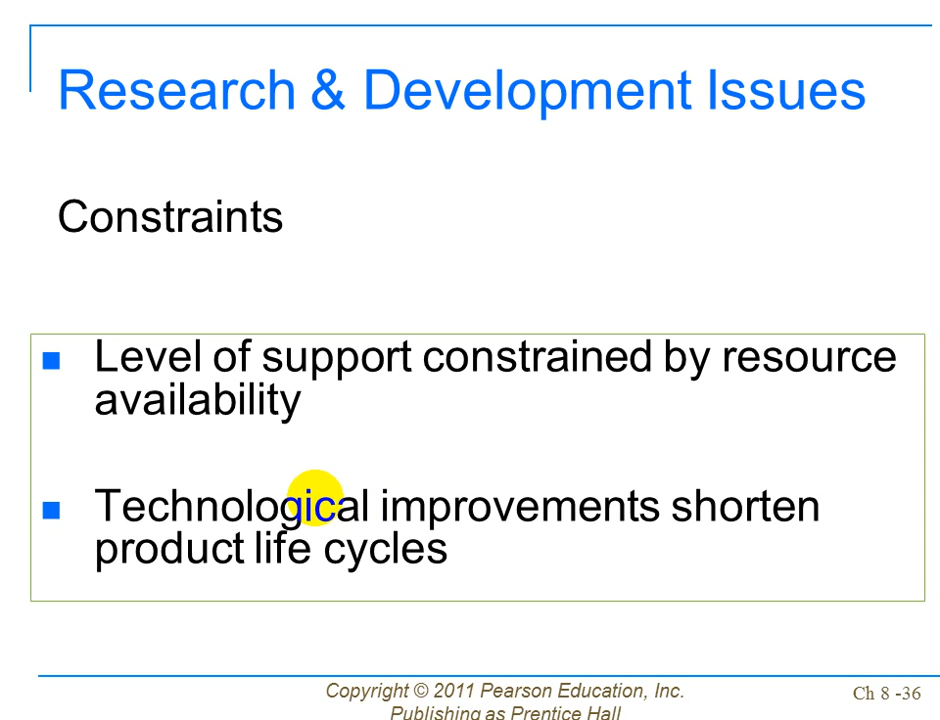 Research & Development Issues
Constraints
Level of support constrained by resource
availability
Technological improvements shorten
product life cycles
Copyright © 2011 Pearson Education, Inc.
Publishing as Prentice Hall
Ch 8 -36